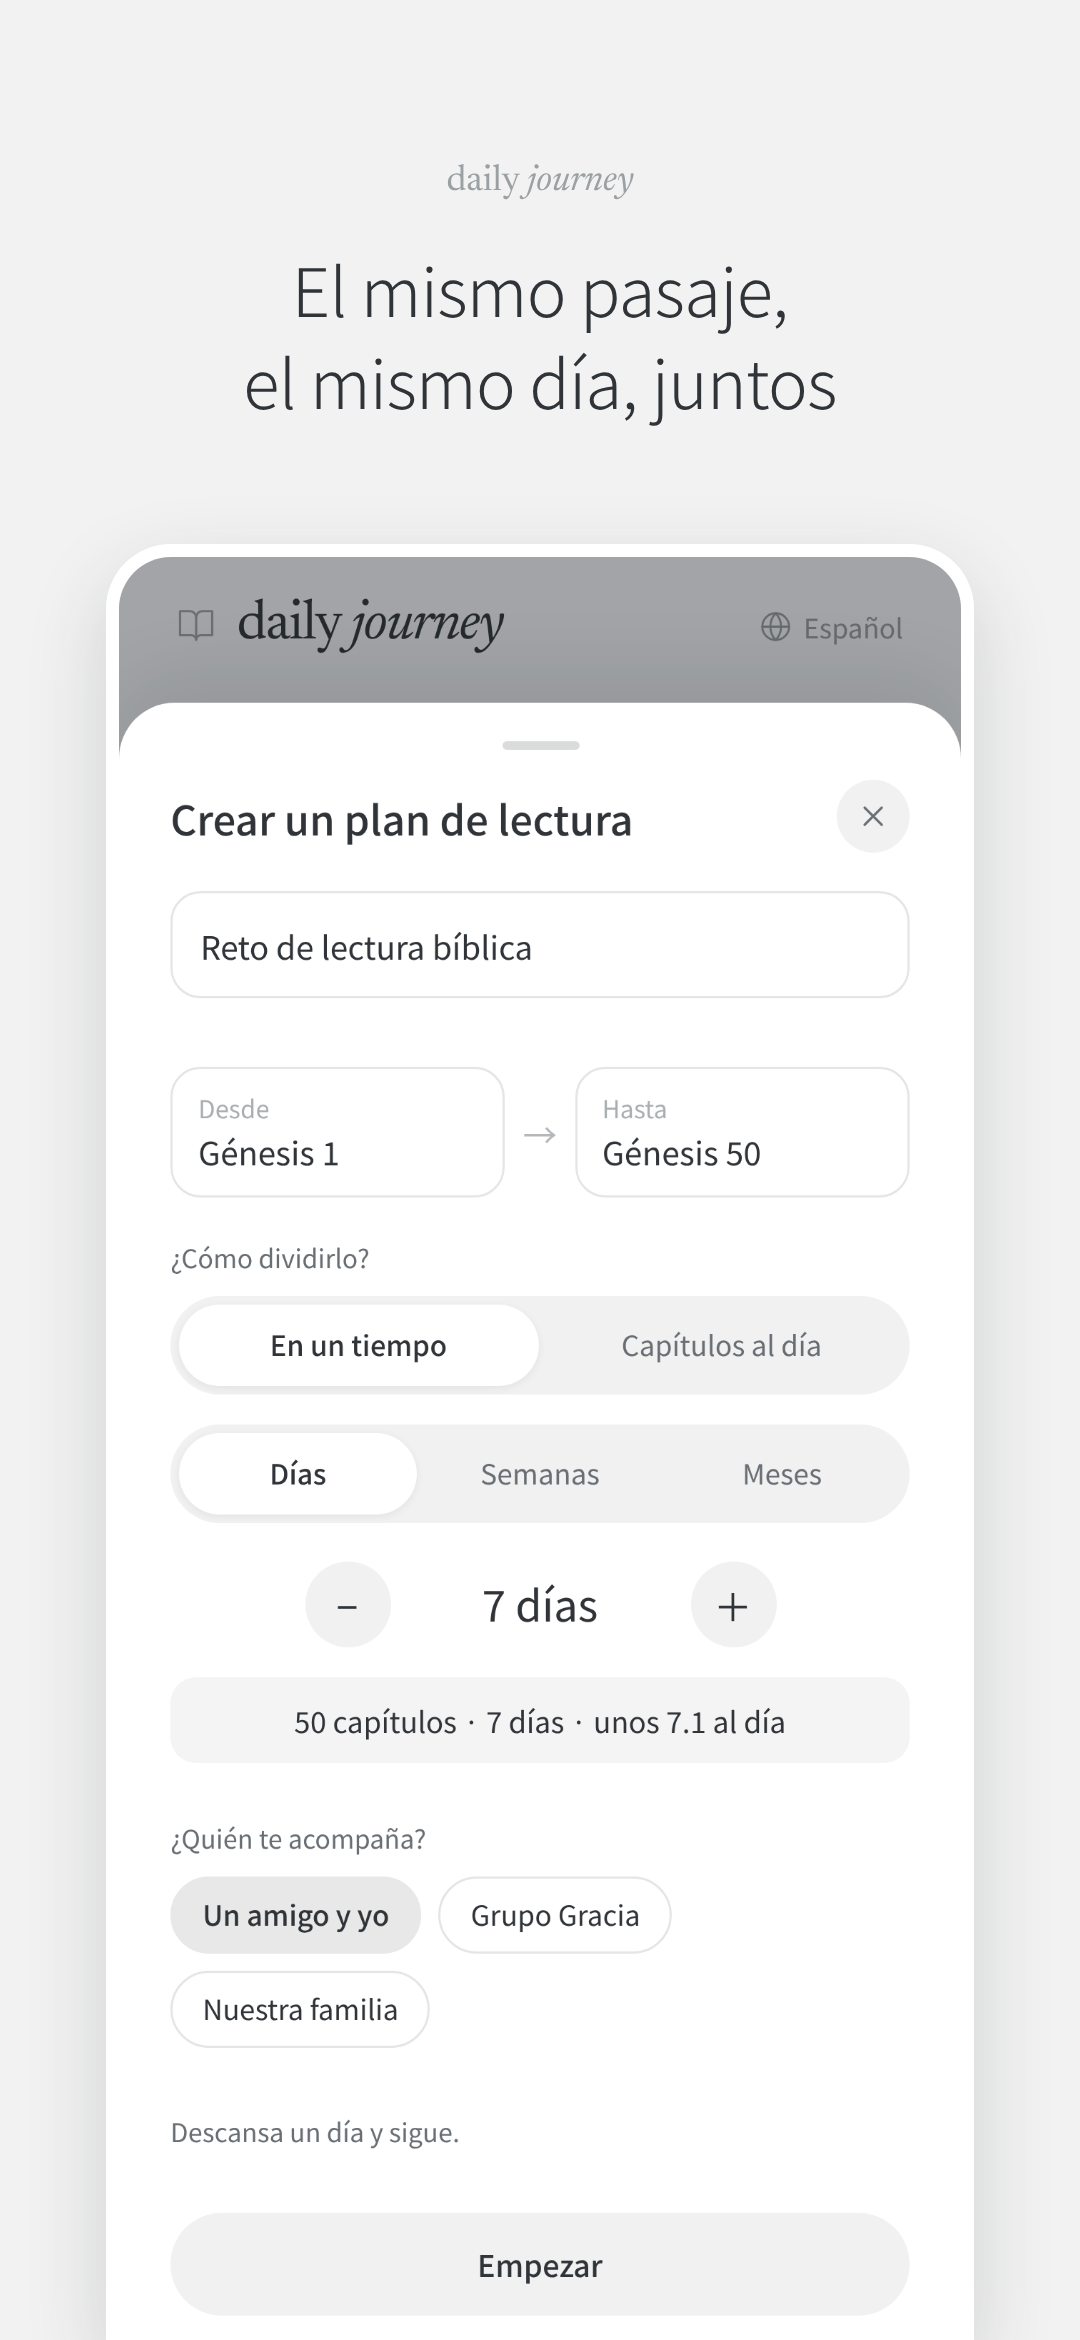 daily journey
El mismo pasaje,
el mismo día, juntos
daily journey
Español
Crear un plan de lectura
Reto de lectura bíblica
Desde
Génesis 1
→
Hasta
Génesis 50
¿Cómo dividirlo?
En un tiempo
Capítulos al día
Días
Semanas
Meses
–
7 días
+
50 capítulos · 7 días · unos 7.1 al día
¿Quién te acompaña?
Un amigo y yo
Grupo Gracia
Nuestra familia
Descansa un día y sigue.
Empezar